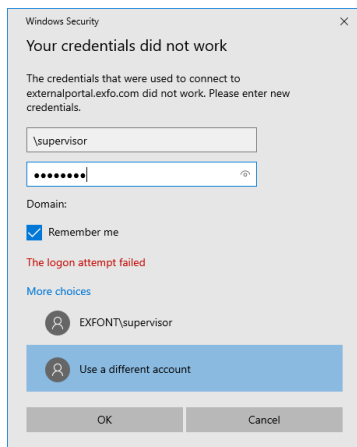 Windows Security
Your credentials did not work
The credentials that were used to connect to
externalportal.exfo.com did not work. Please enter new
credentials.
\supervisor
●●●●●●●●
Domain:
Remember me
The logon attempt failed
More choices
EXFONT\supervisor
Use a different account
OK
Cancel